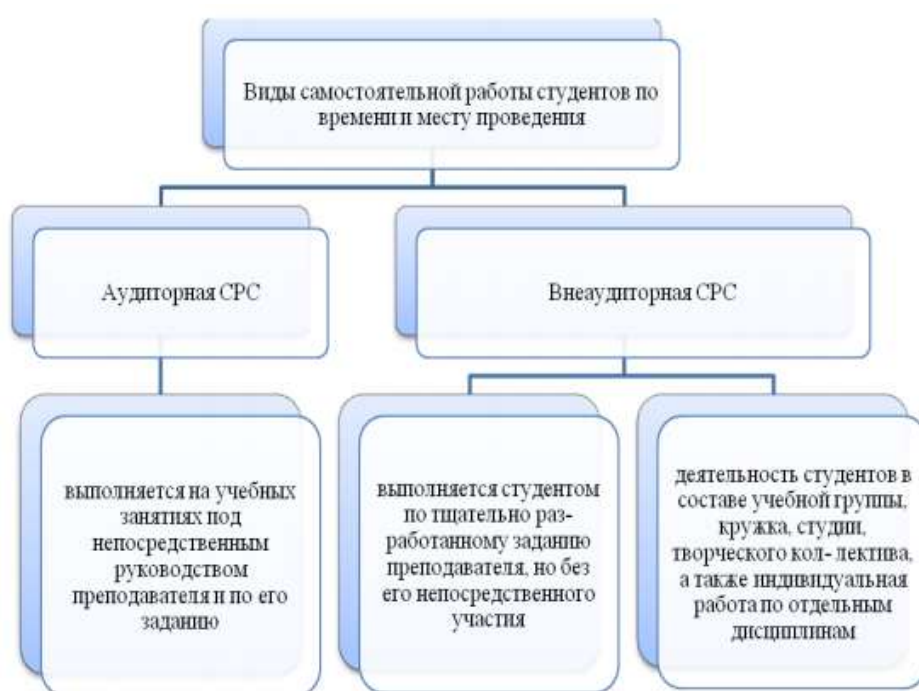 Виды самостоятельной работы студентов по
времени и месту проведения
Аудиторная СРС
Внеаудиторная СРС
выполняется на учебных
занятиях под
непосредственным
руководством
преподавателя и по его
заданию
выполняется студентом
по тщательно раз-
работанному заданию
преподавателя, но без
его непосредственного
участия
деятельность студентов в
составе учебной группы,
кружка, студии,
творческого кол- лектива,
а также индивидуальная
работа по отдельным
дисциплинам